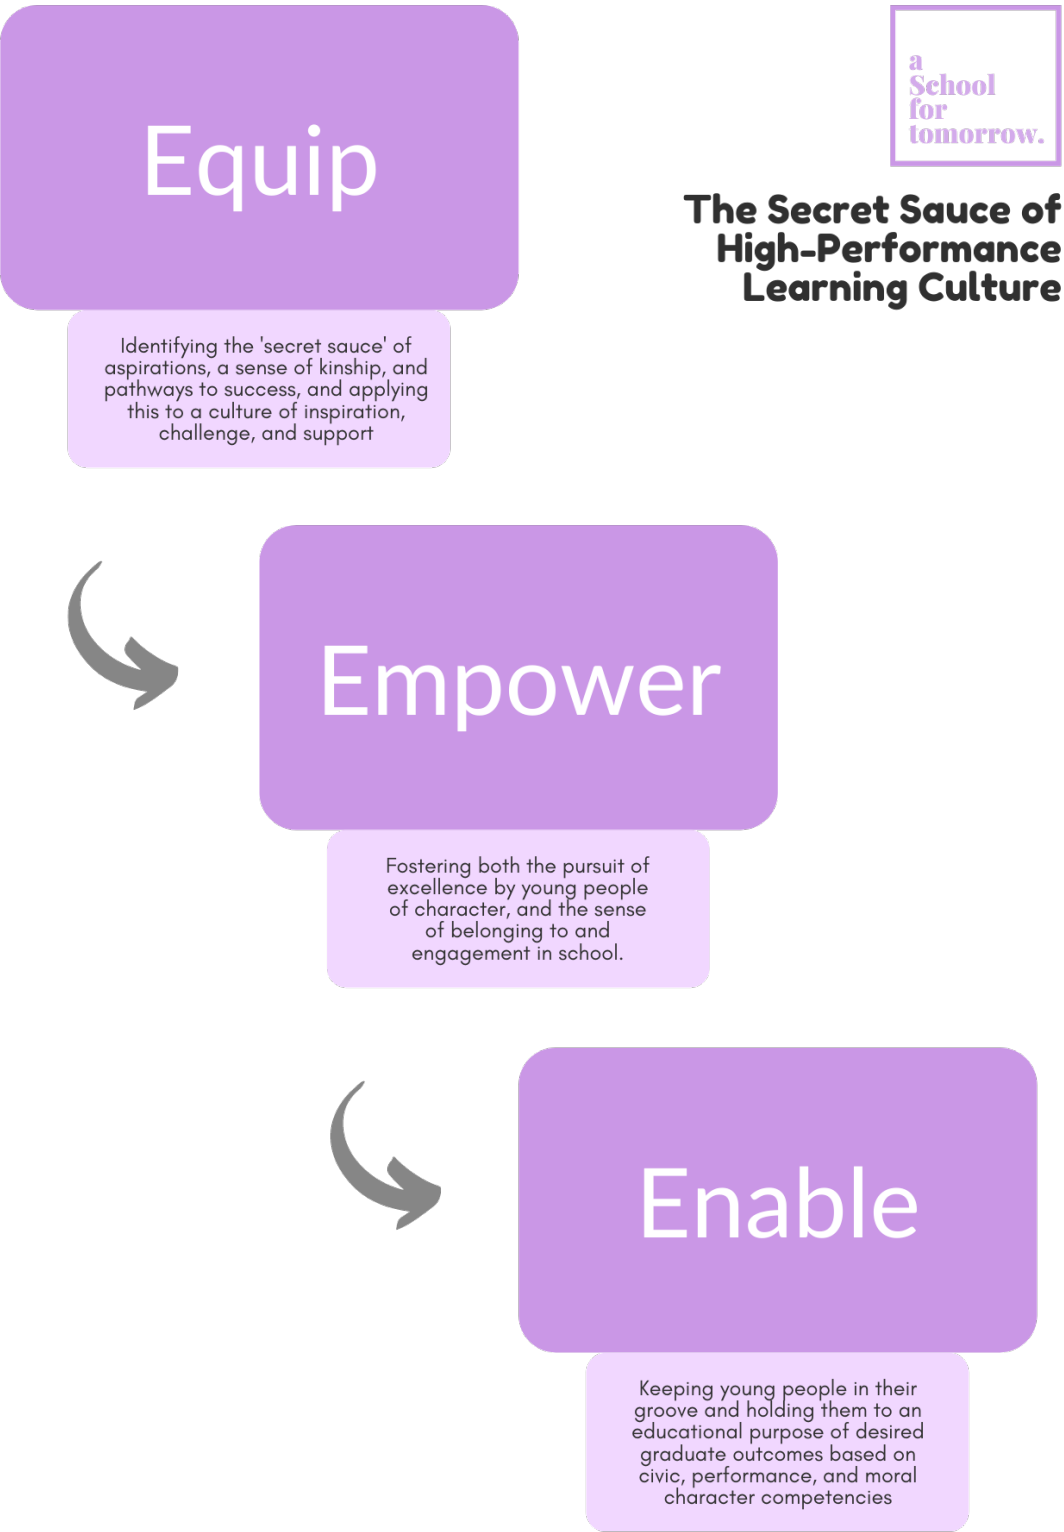 Equip
a
School
for
tomorrow.
The Secret Sauce of
High-Performance
Learning Culture
Identifying the 'secret sauce' of
aspirations, a sense of kinship, and
pathways to success, and applying
this to a culture of inspiration,
challenge, and support
Empower
Fostering both the pursuit of
excellence by young people
of character, and the sense
of belonging to and
engagement in school.
Enable
Keeping young people in their
groove and holding them to an
educational purpose of desired
graduate outcomes based on
civic, performance, and moral
character competencies